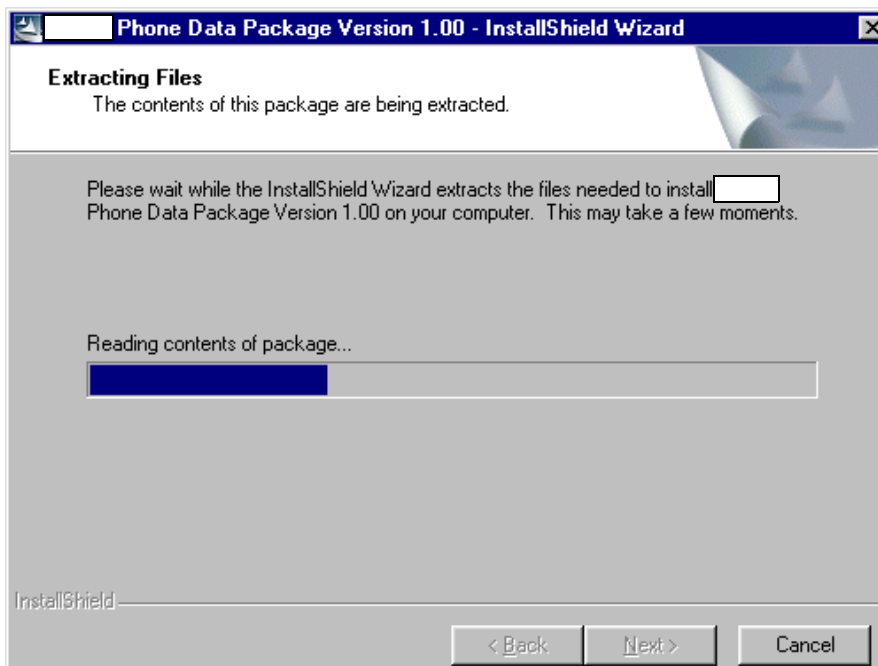 Phone Data Package Version 1.00 - InstallShield Wizard
Extracting Files
The contents of this package are being extracted.
Please wait while the InstallShield Wizard extracts the files needed to install
Phone Data Package Version 1.00 on your computer.  This may take a few moments.
Reading contents of package...
InstallShield
< Back
Next >
Cancel